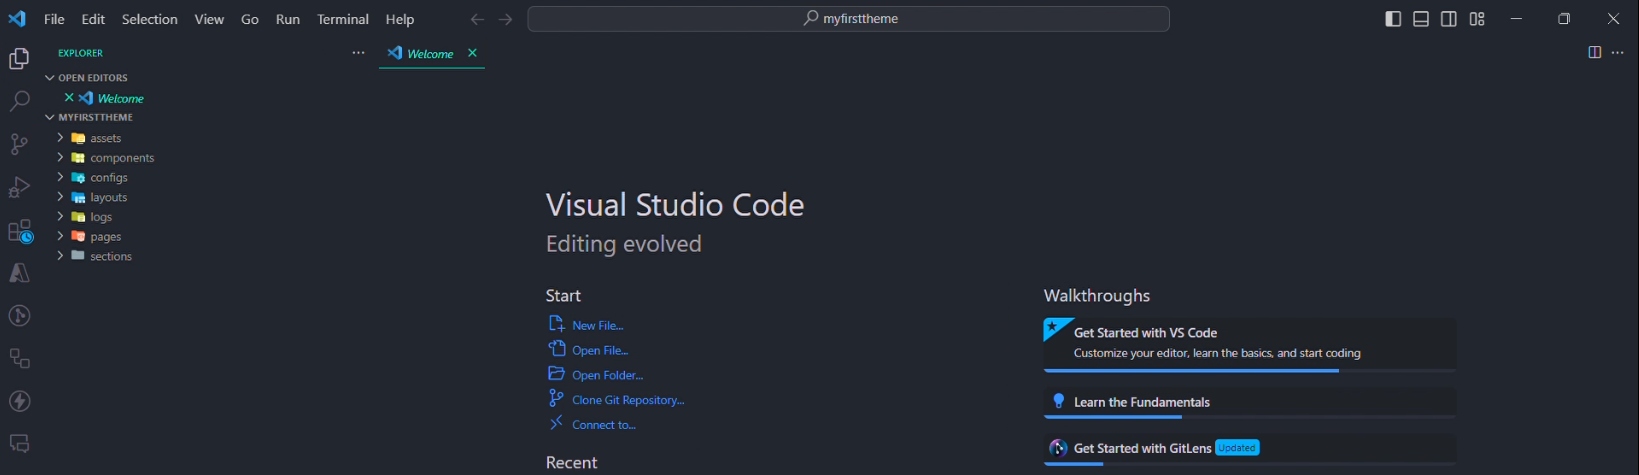 File Edit Selection View Go Run Terminal Help
myfirsttheme
EXPLORER
Welcome
OPEN EDITORS
Welcome
MYFIRSTTHEME
assets
components
configs
layouts
logs
pages
sections
Visual Studio Code
Editing evolved
Start
New File...
Open File...
Open Folder...
Clone Git Repository...
Connect to...
Recent
Walkthroughs
Get Started with VS Code
Customize your editor, learn the basics, and start coding
Learn the Fundamentals
Get Started with GitLens Updated